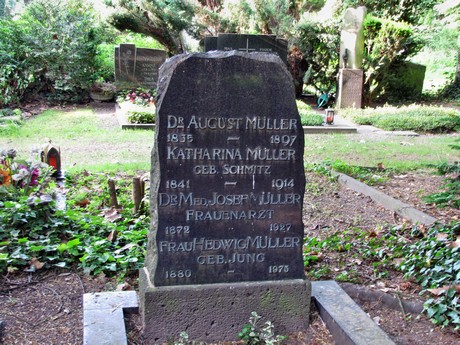 Dr August Müller
1835 – 1897
Katharina Müller
geb. Schmitz
1841 – 1914
Dr Med. Josef Müller
Frauenarzt
1872 – 1927
Frau Hedwig Müller
geb. Jung
1880 – 1973